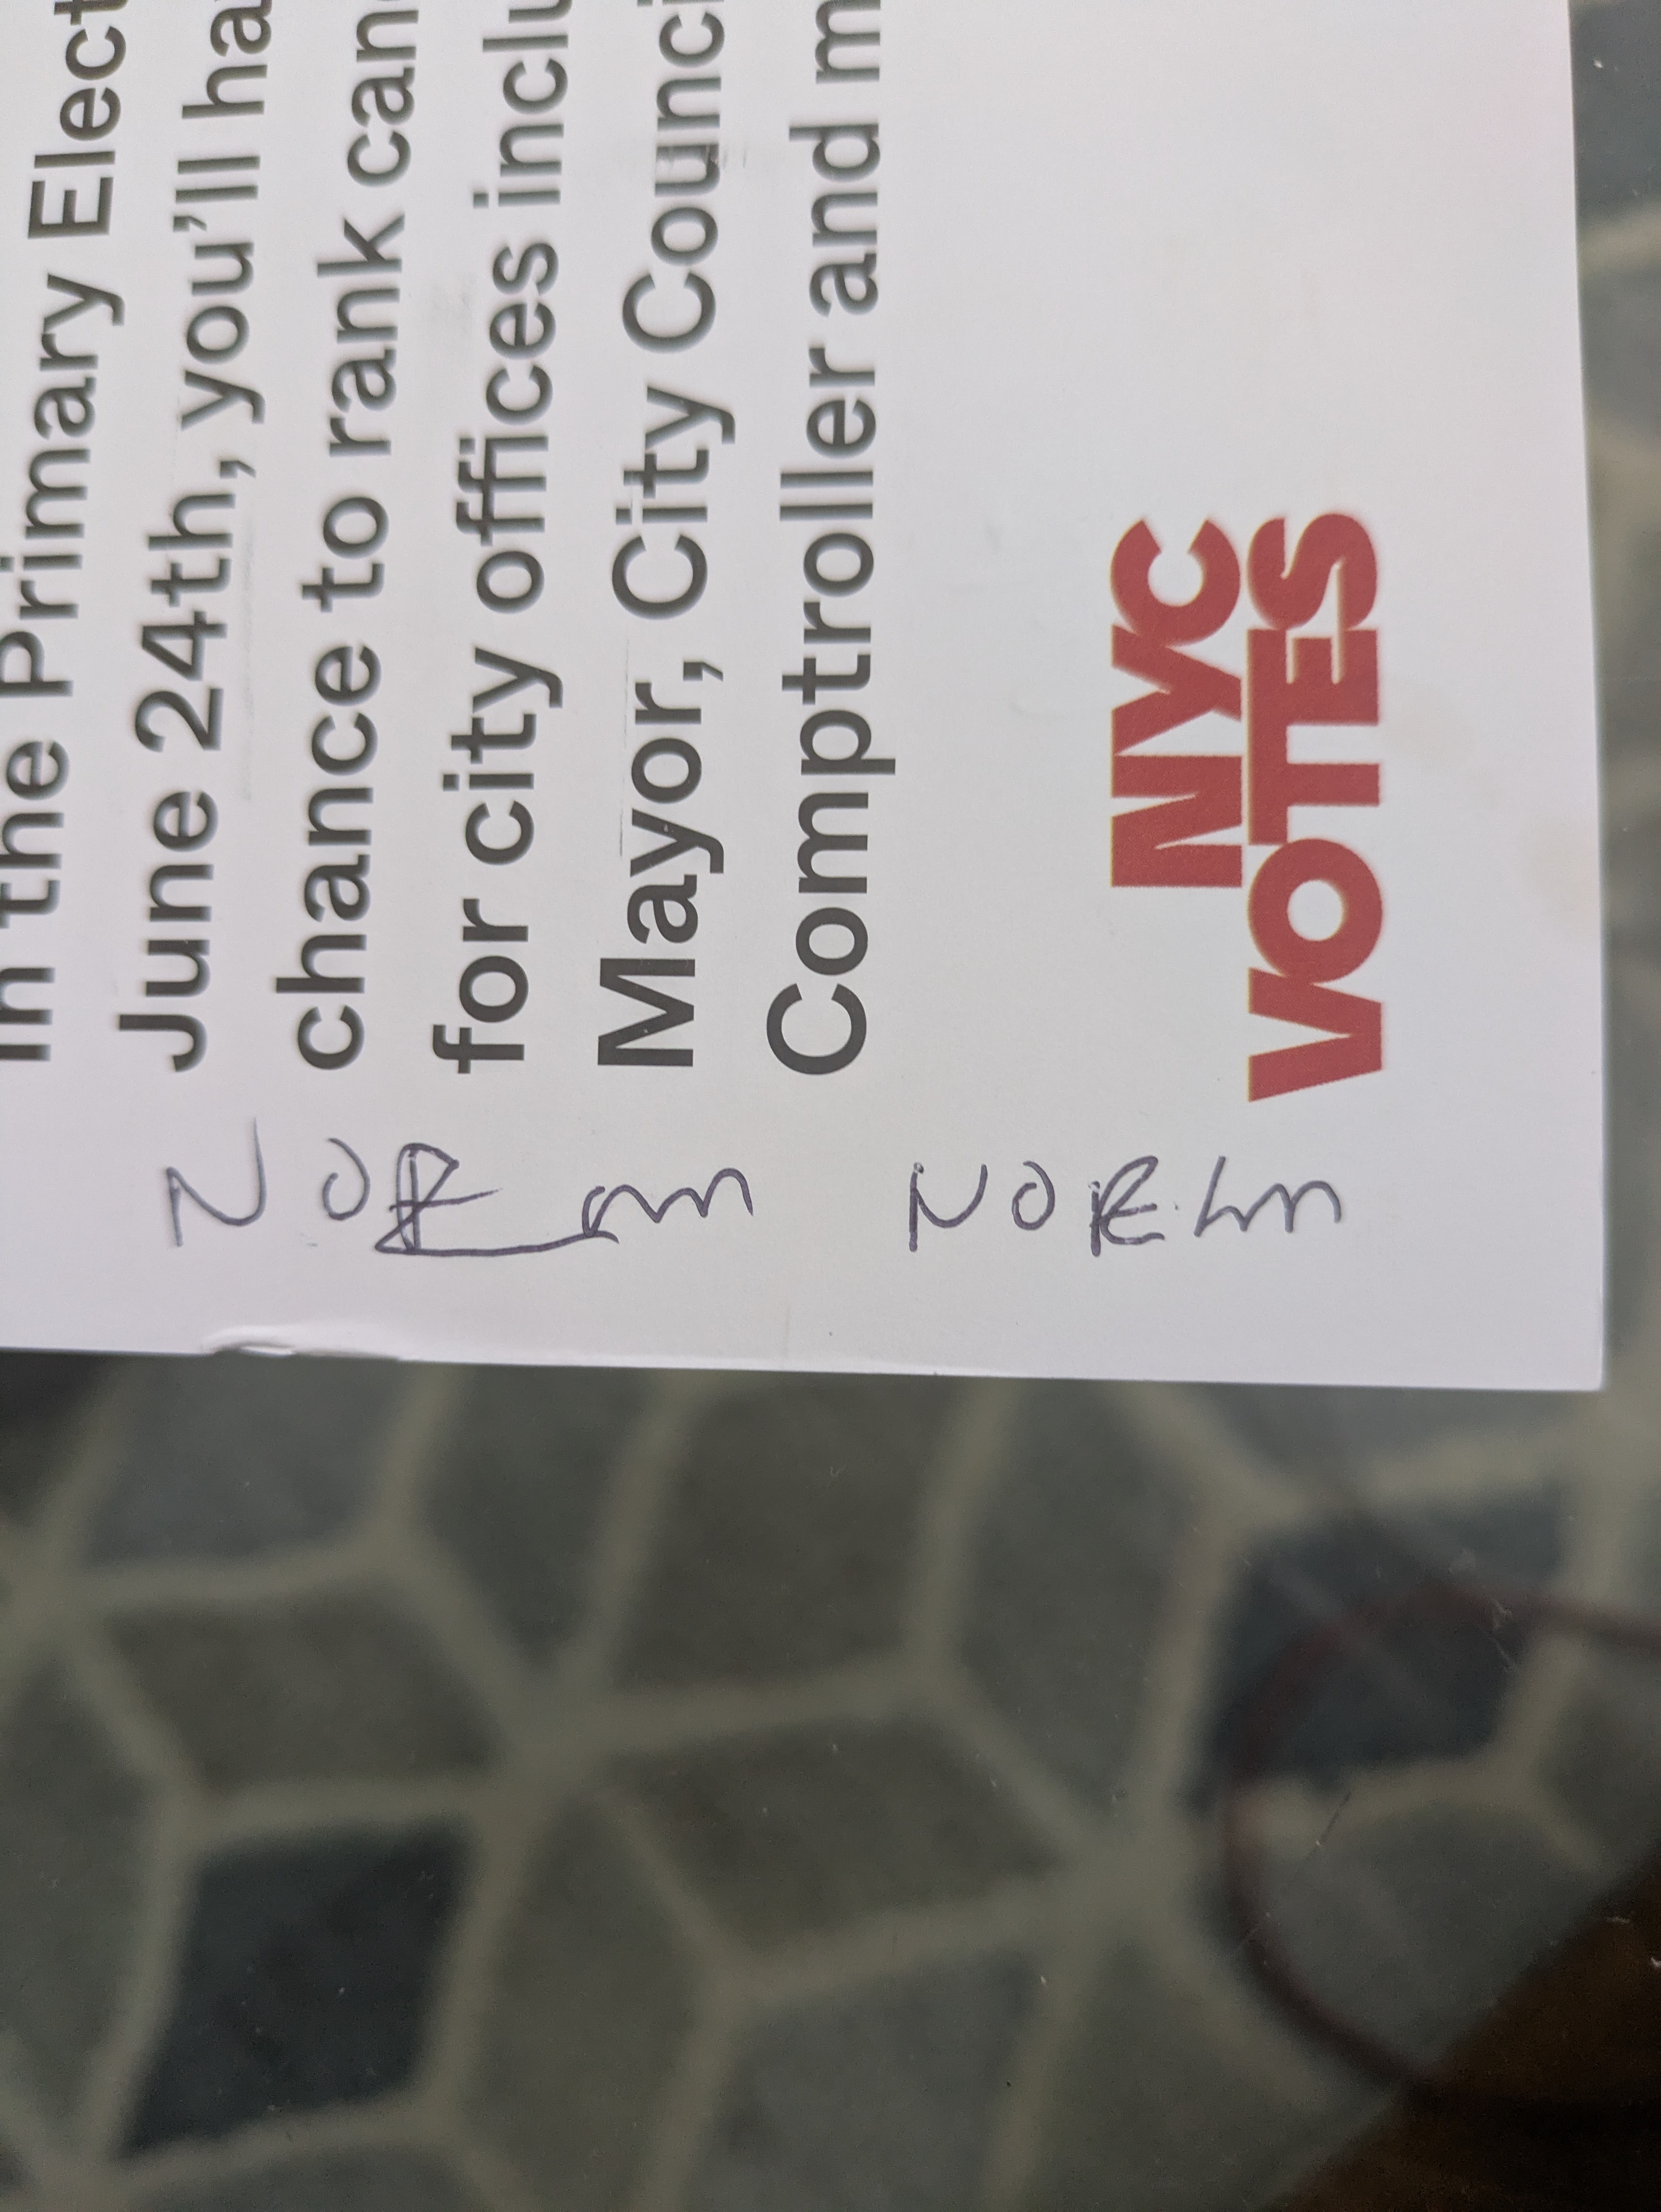 In the Primary Elect
June 24th, you'll ha
chance to rank can
for city offices inclu
Mayor, City Counci
Comptroller and m
NYC
VOTES
NORm NORm